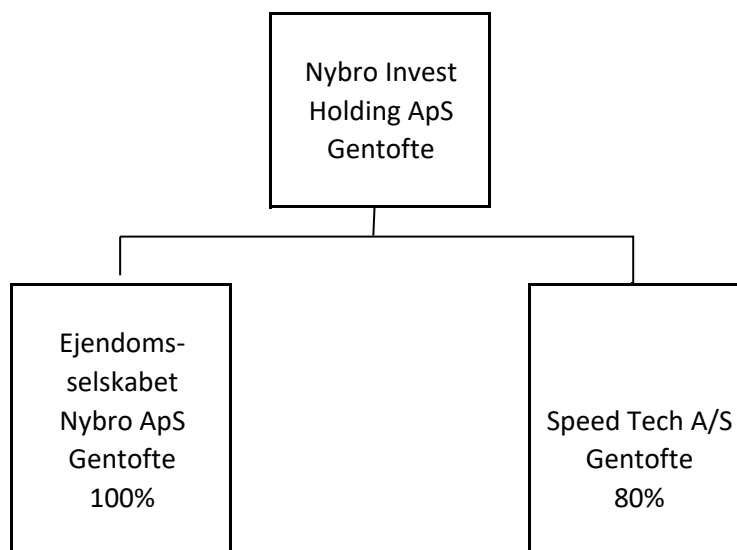 Nybro Invest
Holding ApS
Gentofte
Ejendoms-
selskabet
Nybro ApS
Gentofte
100%
Speed Tech A/S
Gentofte
80%